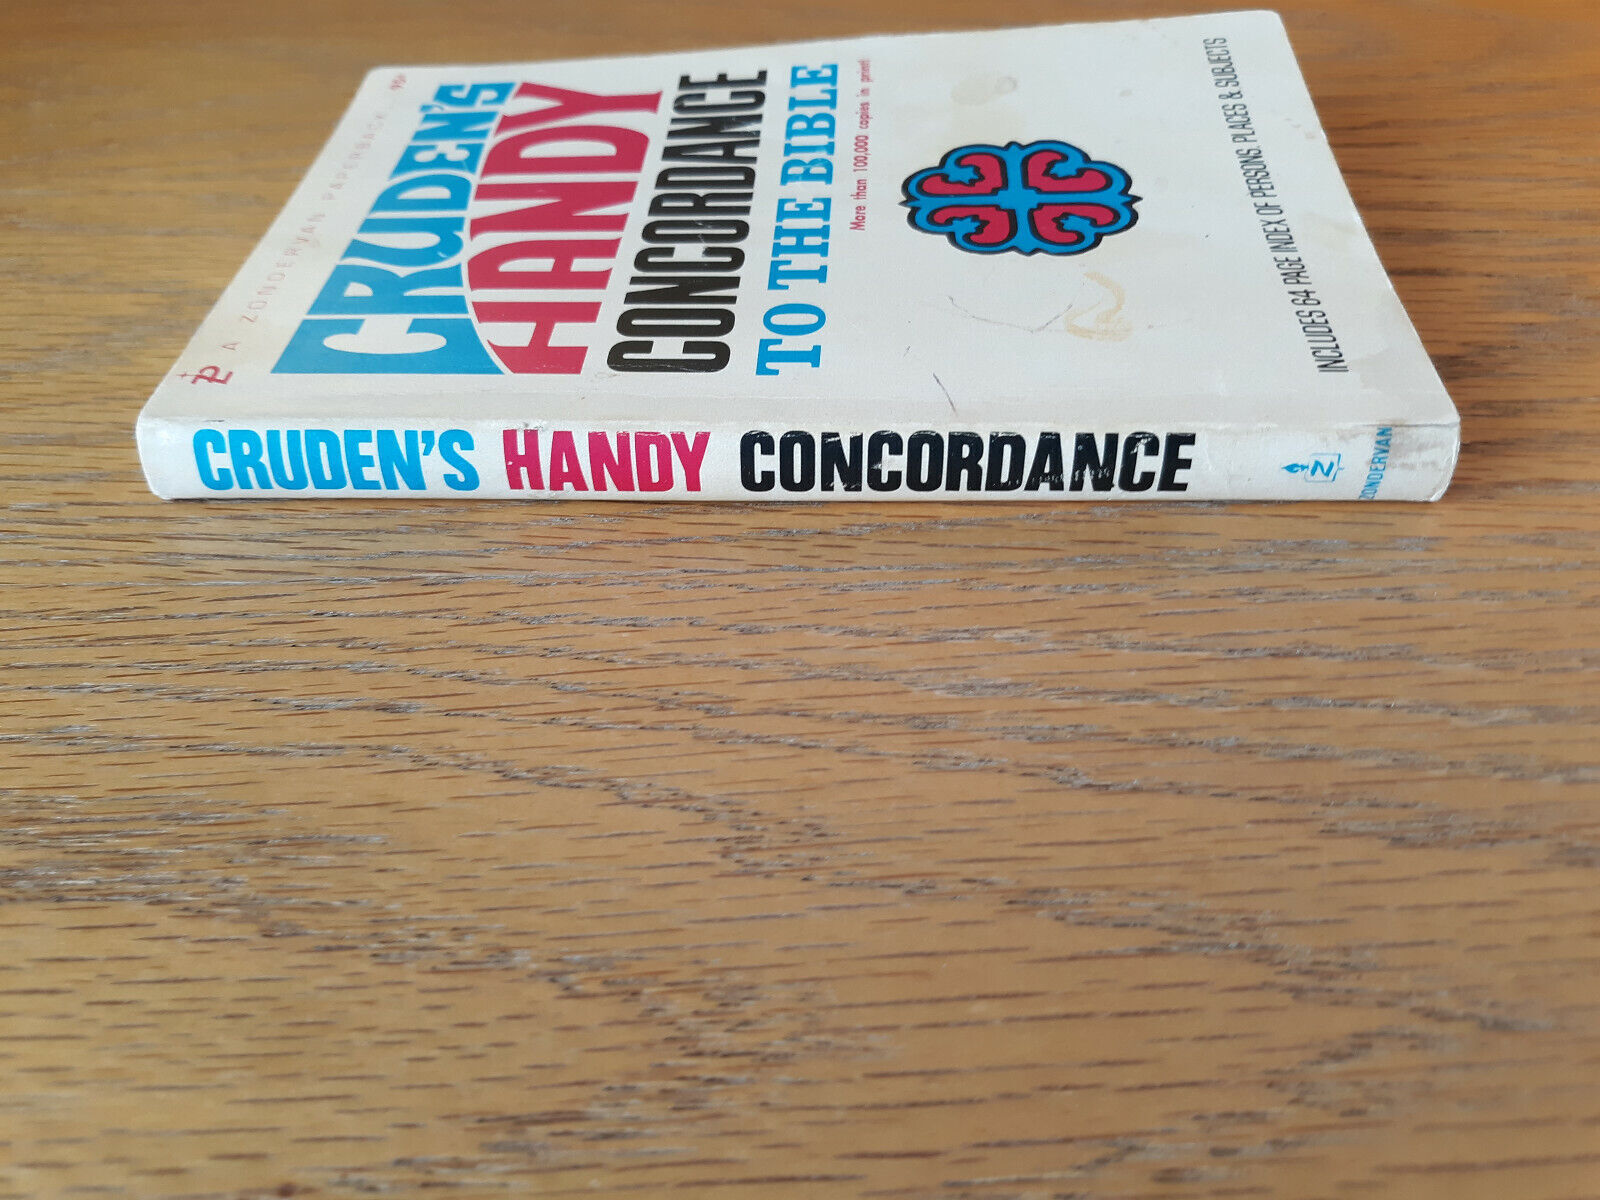 A ZONDERVAN PAPERBACK 95¢
CRUDEN'S
HANDY
CONCORDANCE
TO THE BIBLE
More than 100,000 copies in print!
INCLUDES 64 PAGE INDEX OF PERSONS, PLACES & SUBJECTS
CRUDEN'S HANDY CONCORDANCE
Z
ZONDERVAN